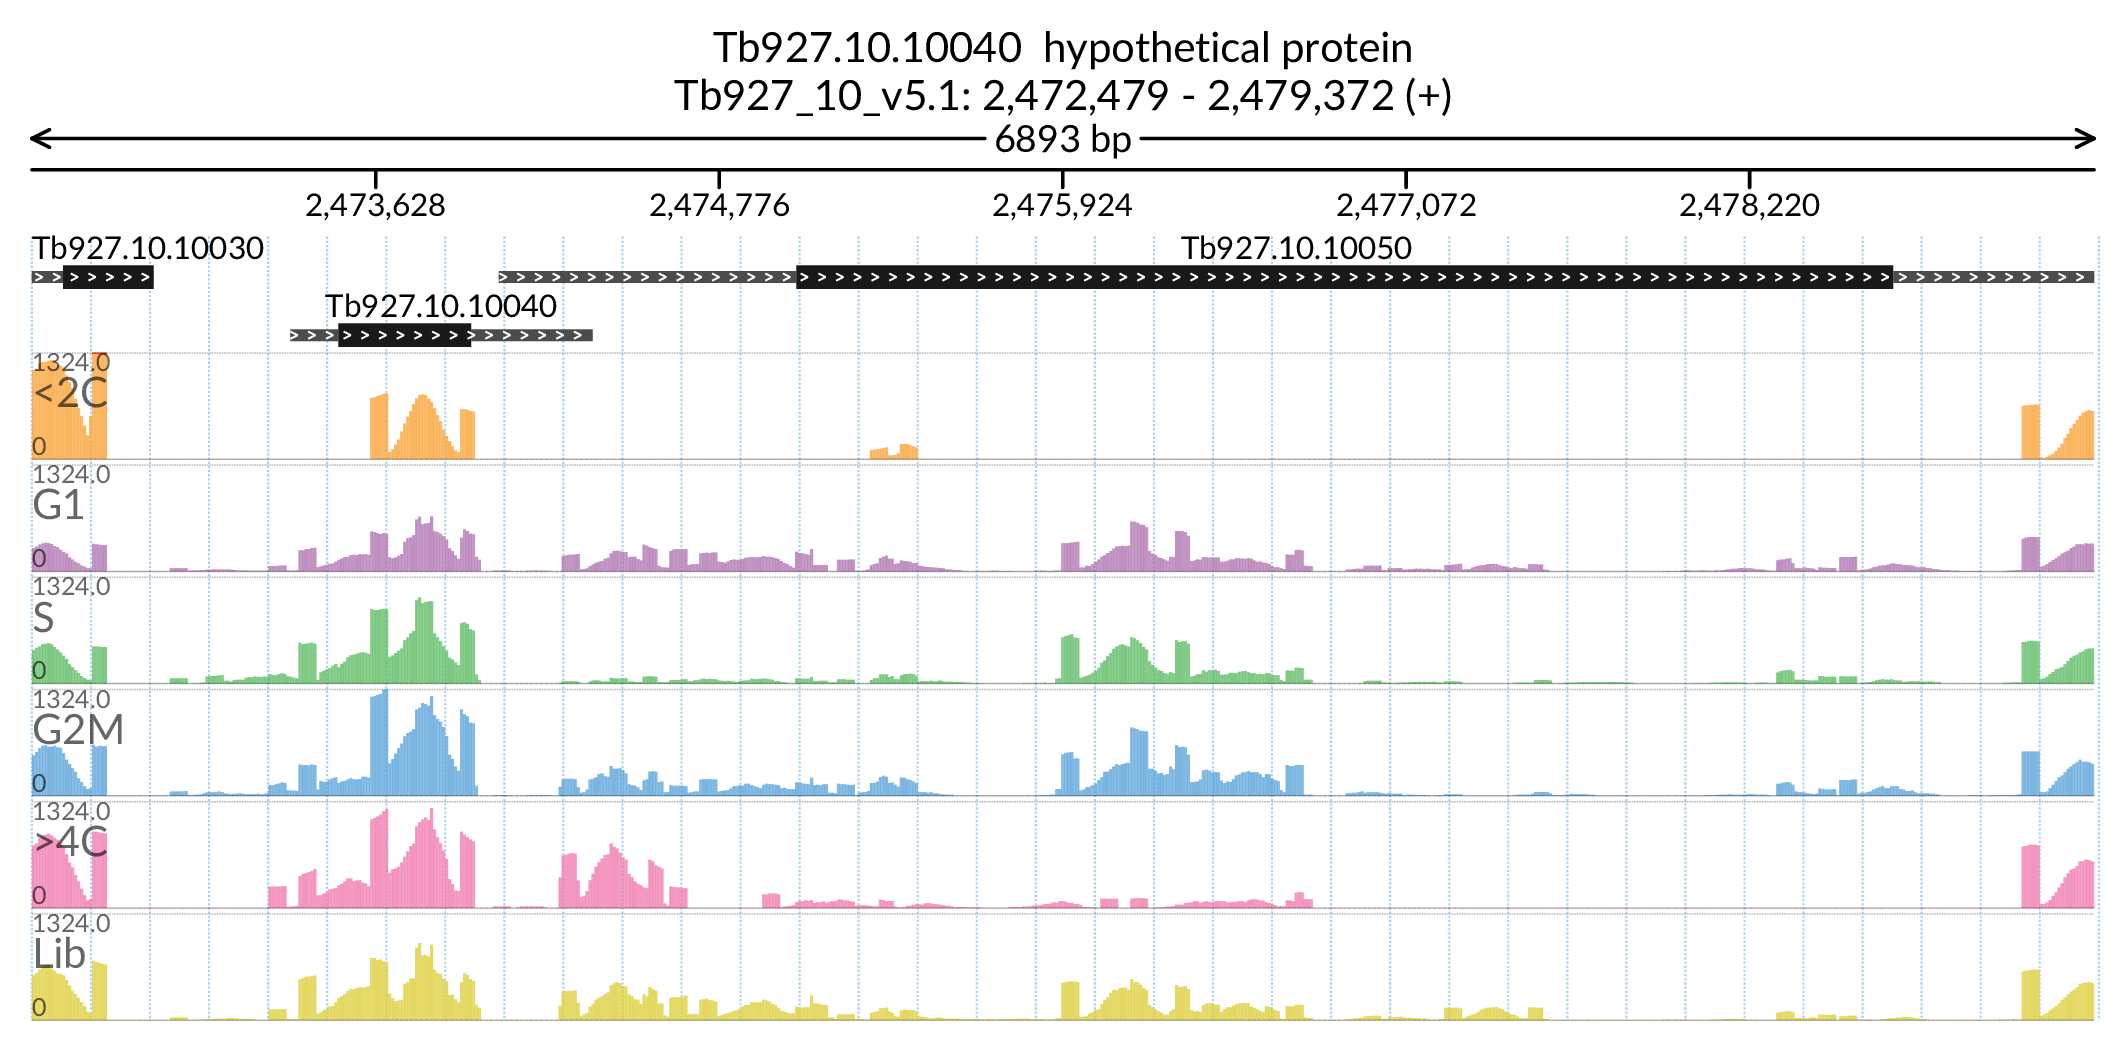 Tb927.10.10040  hypothetical protein
Tb927_10_v5.1: 2,472,479 - 2,479,372 (+)
6893 bp
2,473,628 2,474,776 2,475,924 2,477,072 2,478,220
Tb927.10.10030 Tb927.10.10050
Tb927.10.10040
1324.0
<2C
0
1324.0
G1
0
1324.0
S
0
1324.0
G2M
0
1324.0
>4C
0
1324.0
Lib
0